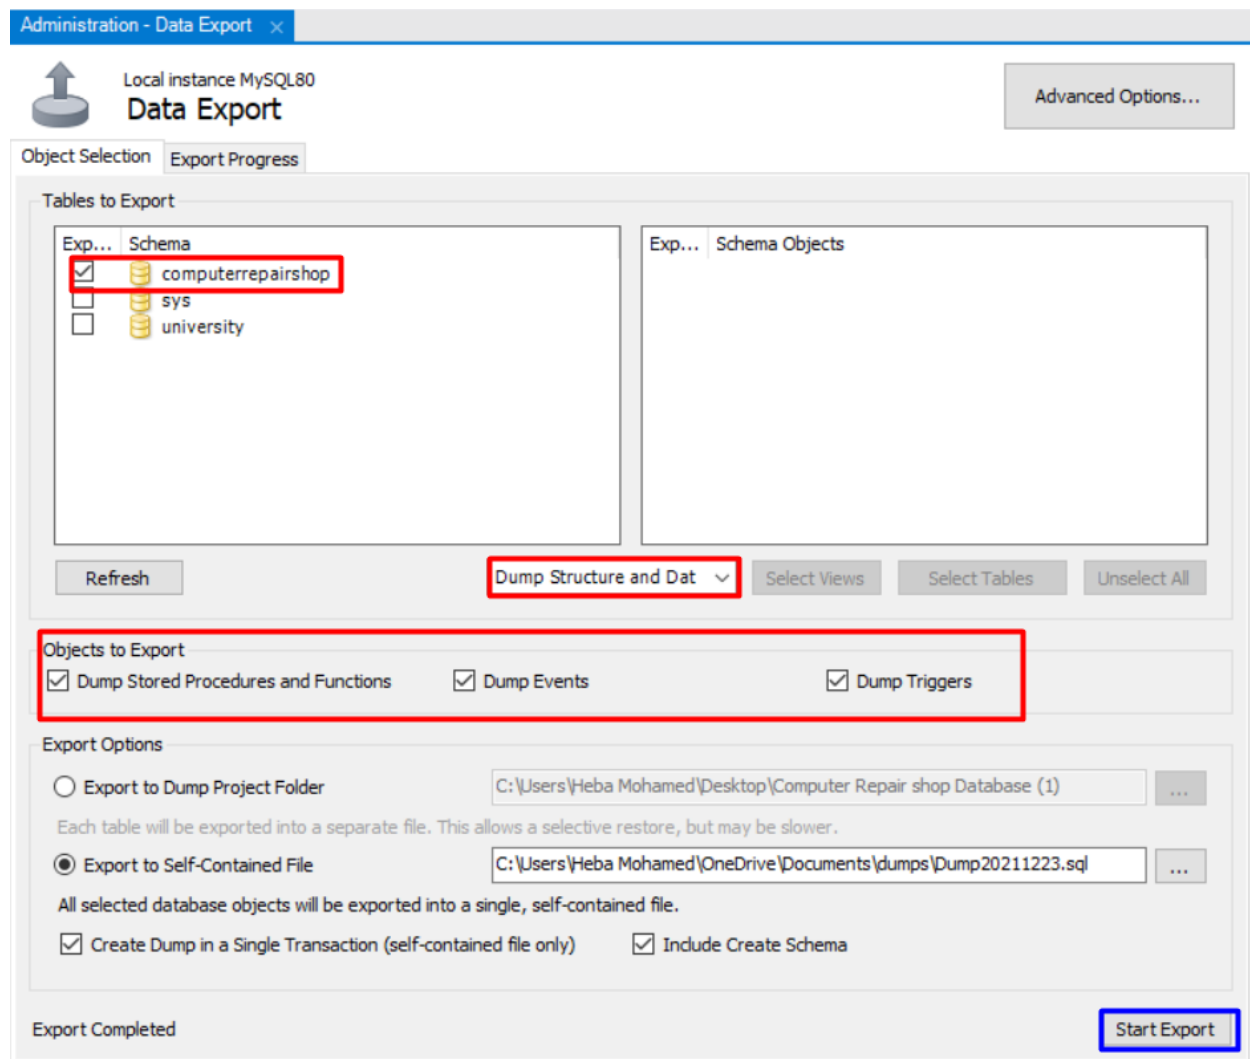 Administration - Data Export
Local instance MySQL80
Data Export
Advanced Options...
Object Selection
Export Progress
Tables to Export
Exp... Schema
computerrepairshop
sys
university
Exp... Schema Objects
Refresh
Dump Structure and Dat
Select Views
Select Tables
Unselect All
Objects to Export
Dump Stored Procedures and Functions
Dump Events
Dump Triggers
Export Options
Export to Dump Project Folder
C:\Users\Heba Mohamed\Desktop\Computer Repair shop Database (1)
...
Each table will be exported into a separate file. This allows a selective restore, but may be slower.
Export to Self-Contained File
C:\Users\Heba Mohamed\OneDrive\Documents\dumps\Dump20211223.sql
...
All selected database objects will be exported into a single, self-contained file.
Create Dump in a Single Transaction (self-contained file only)
Include Create Schema
Export Completed
Start Export